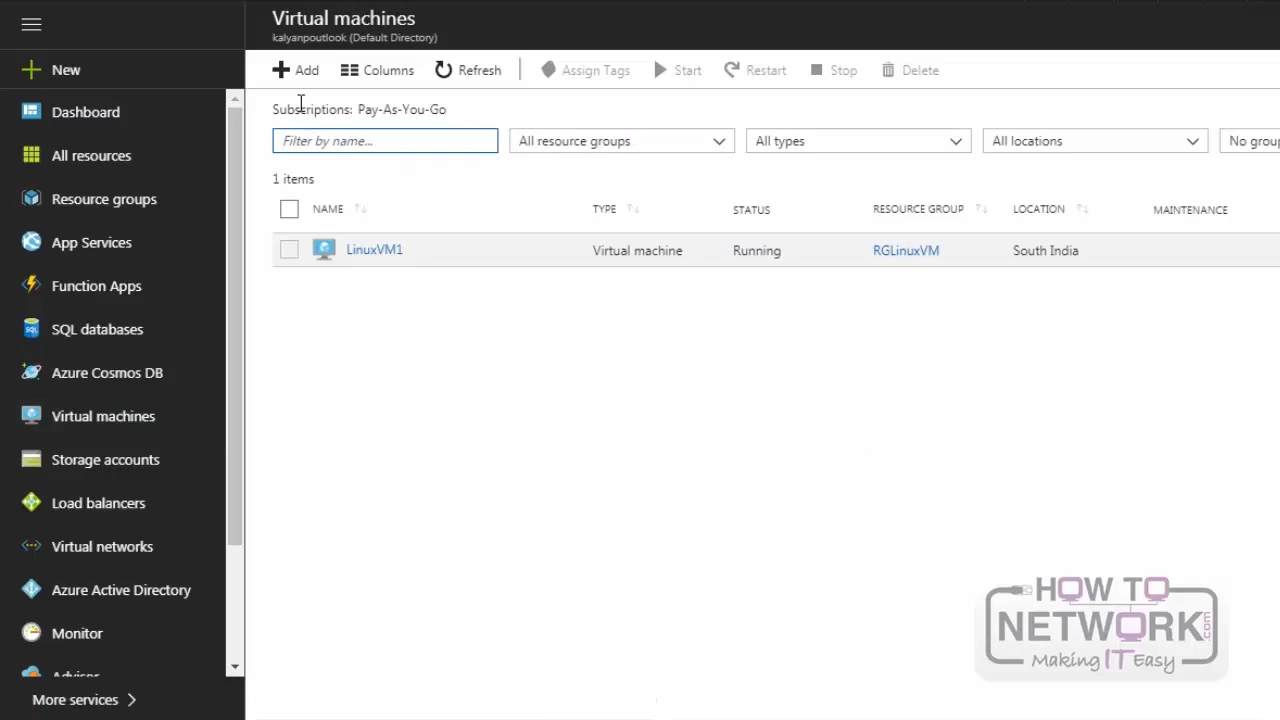 Virtual machines
kalyanpoutlook (Default Directory)
New
Add Columns Refresh Assign Tags Start Restart Stop Delete
Dashboard
All resources
Resource groups
App Services
Function Apps
SQL databases
Azure Cosmos DB
Virtual machines
Storage accounts
Load balancers
Virtual networks
Azure Active Directory
Monitor
Advisor
More services
Subscriptions: Pay-As-You-Go
Filter by name... All resource groups All types All locations No group
1 items
NAME TYPE STATUS RESOURCE GROUP LOCATION MAINTENANCE
LinuxVM1 Virtual machine Running RGLinuxVM South India
HOW TO
NETWORK.com
Making IT Easy